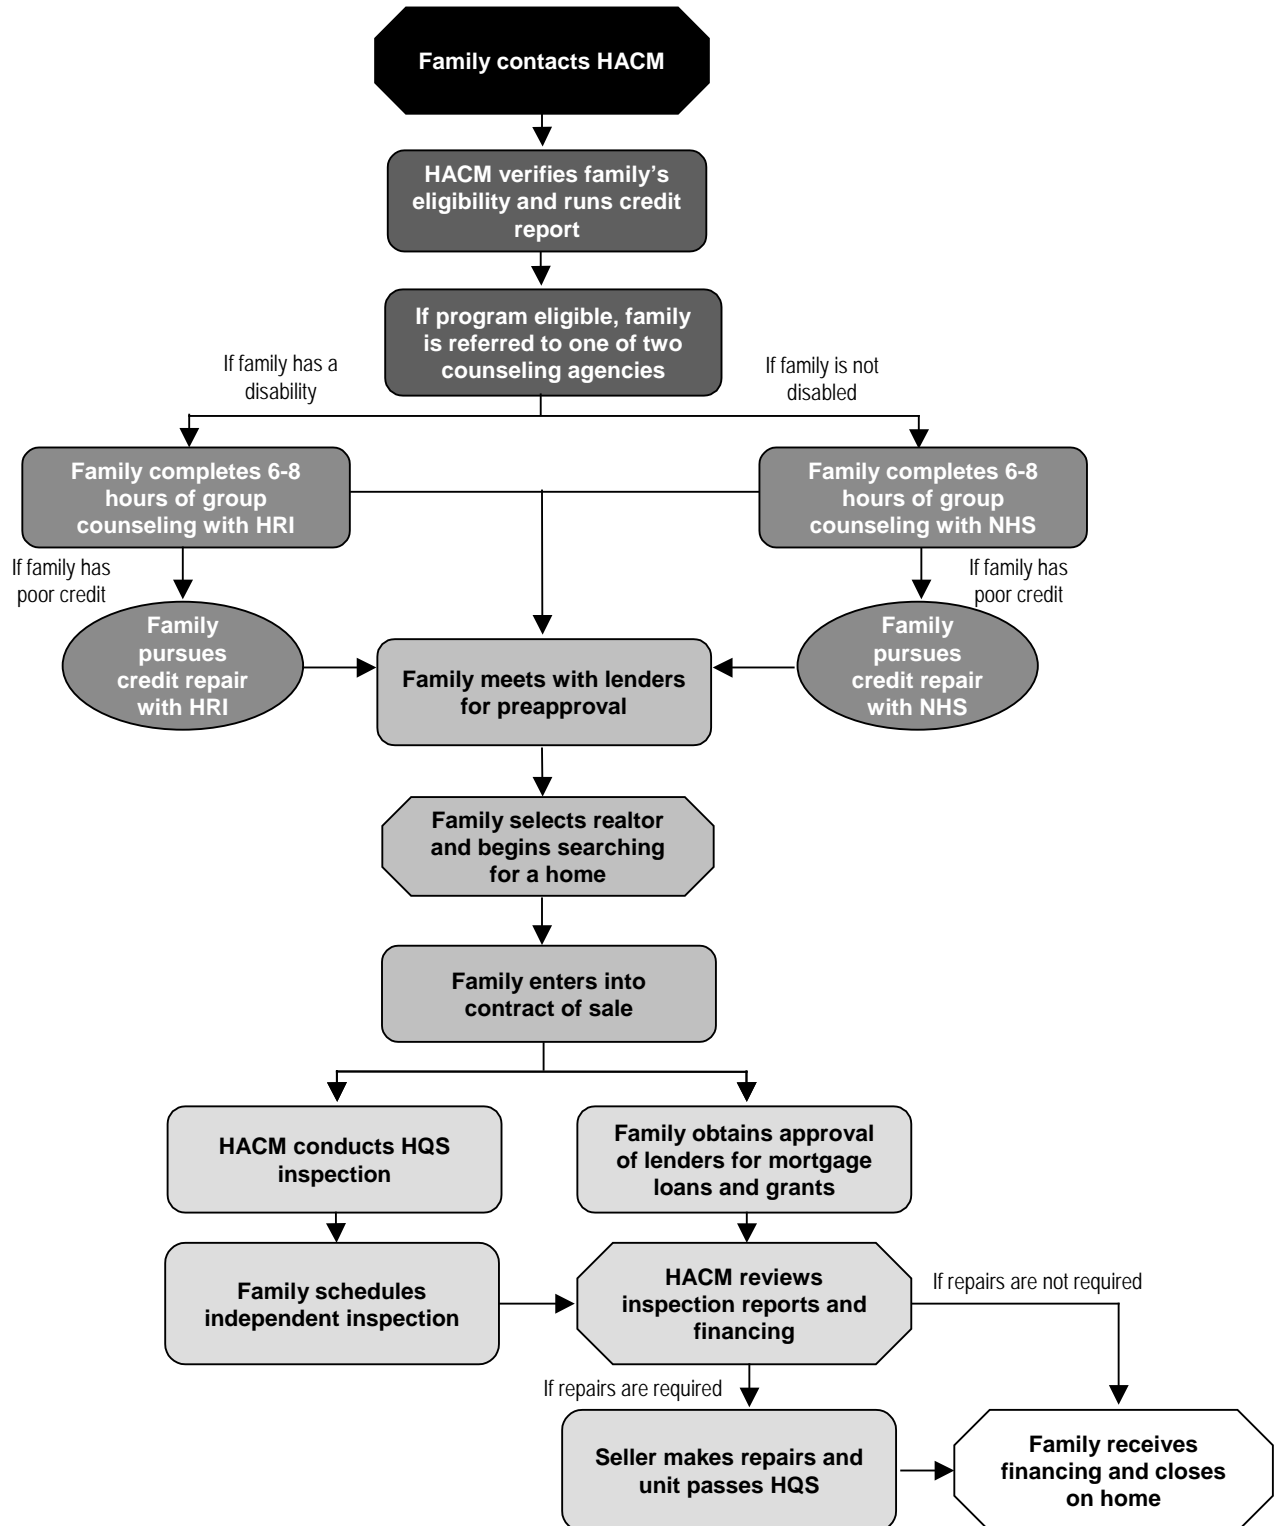 Family contacts HACM
HACM verifies family's
eligibility and runs credit
report
If program eligible, family
is referred to one of two
counseling agencies
If family has a
disability
If family is not
disabled
Family completes 6-8
hours of group
counseling with HRI
Family completes 6-8
hours of group
counseling with NHS
If family has
poor credit
If family has
poor credit
Family
pursues
credit repair
with HRI
Family meets with lenders
for preapproval
Family
pursues
credit repair
with NHS
Family selects realtor
and begins searching
for a home
Family enters into
contract of sale
HACM conducts HQS
inspection
Family obtains approval
of lenders for mortgage
loans and grants
Family schedules
independent inspection
HACM reviews
inspection reports and
financing
If repairs are not required
If repairs are required
Seller makes repairs and
unit passes HQS
Family receives
financing and closes
on home